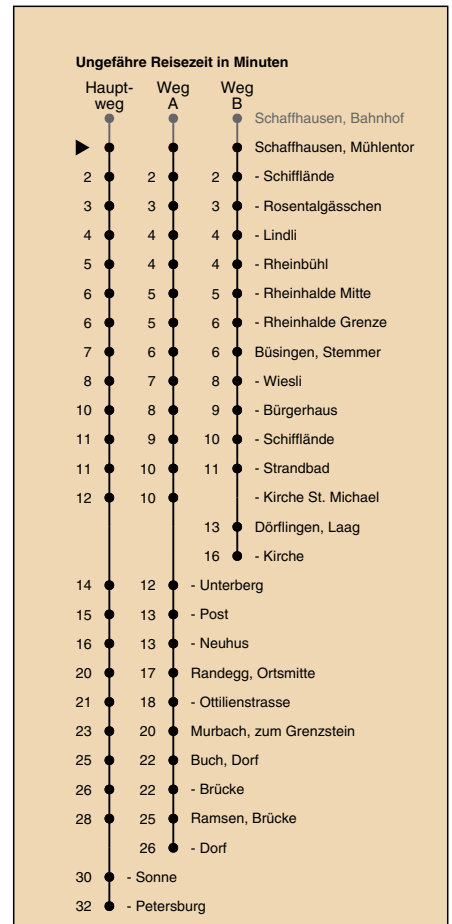 Ungefähre Reisezeit in Minuten
Haupt- Weg Weg
weg A B
Schaffhausen, Bahnhof
Schaffhausen, Mühlentor
2 2 2 - Schifflände
3 3 3 - Rosentalgässchen
4 4 4 - Lindli
5 4 4 - Rheinbühl
6 5 5 - Rheinhalde Mitte
6 5 6 - Rheinhalde Grenze
7 6 6 Büsingen, Stemmer
8 7 8 - Wiesli
10 8 9 - Bürgerhaus
11 9 10 - Schifflände
11 10 11 - Strandbad
12 10 - Kirche St. Michael
13 Dörflingen, Laag
16 - Kirche
14 12 - Unterberg
15 13 - Post
16 13 - Neuhus
20 17 Randegg, Ortsmitte
21 18 - Ottilienstrasse
23 20 Murbach, zum Grenzstein
25 22 Buch, Dorf
26 22 - Brücke
28 25 Ramsen, Brücke
26 - Dorf
30 - Sonne
32 - Petersburg